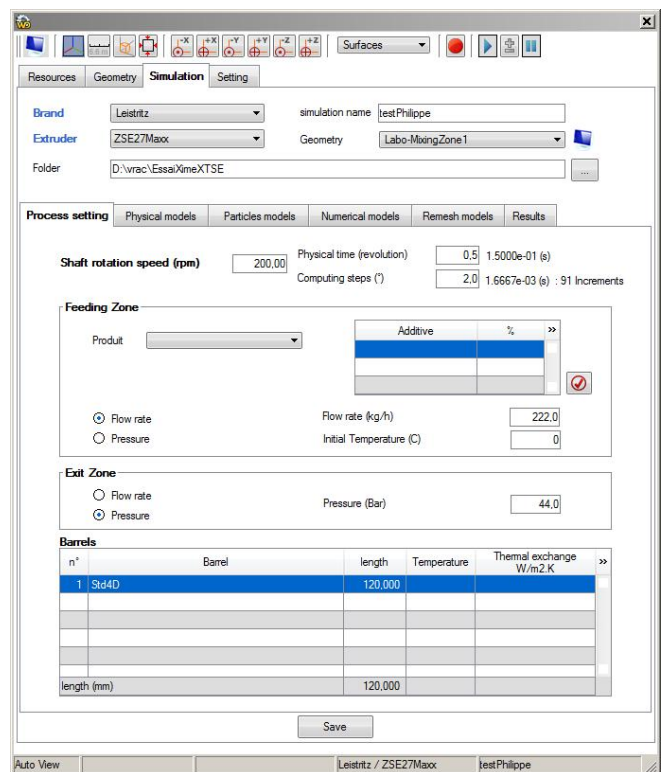 -X +X -Y +Y -Z +Z Surfaces
Resources Geometry Simulation Setting
Brand Leistritz simulation name testPhilippe
Extruder ZSE27Maxx Geometry Labo-MixingZone1
Folder D:\vrac\EssaiXimeXTSE ...
Process setting Physical models Particles models Numerical models Remesh models Results
Shaft rotation speed (rpm) 200,00 Physical time (revolution) 0,5 1.5000e-01 (s)
Computing steps (°) 2,0 1.6667e-03 (s) : 91 Increments
Feeding Zone
Produit Additive % »
Flow rate Flow rate (kg/h) 222,0
Pressure Initial Temperature (C) 0
Exit Zone
Flow rate
Pressure Pressure (Bar) 44,0
Barrels
n° Barrel length Temperature Thermal exchange W/m2.K »
1 Std4D 120,000
length (mm) 120,000
Save
Auto View Leistritz / ZSE27Maxx testPhilippe